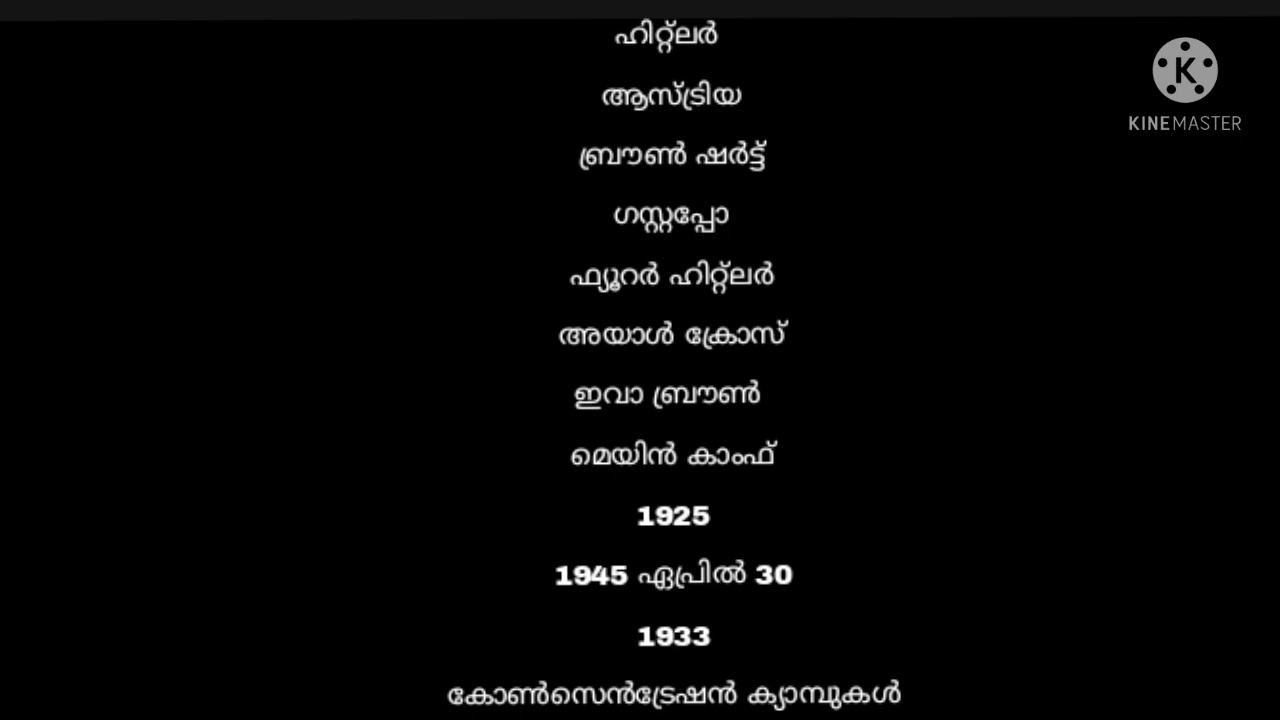 ഹിറ്റ്ലർ
KINEMASTER
ആസ്ട്രിയ
ബ്രൗൺ ഷർട്ട്
ഗസ്റ്റപ്പോ
ഫ്യൂറർ ഹിറ്റ്ലർ
അയാൾ ക്രോസ്
ഇവാ ബ്രൗൺ
മെയിൻ കാംഫ്
1925
1945 ഏപ്രിൽ 30
1933
കോൺസെൻട്രേഷൻ ക്യാമ്പുകൾ